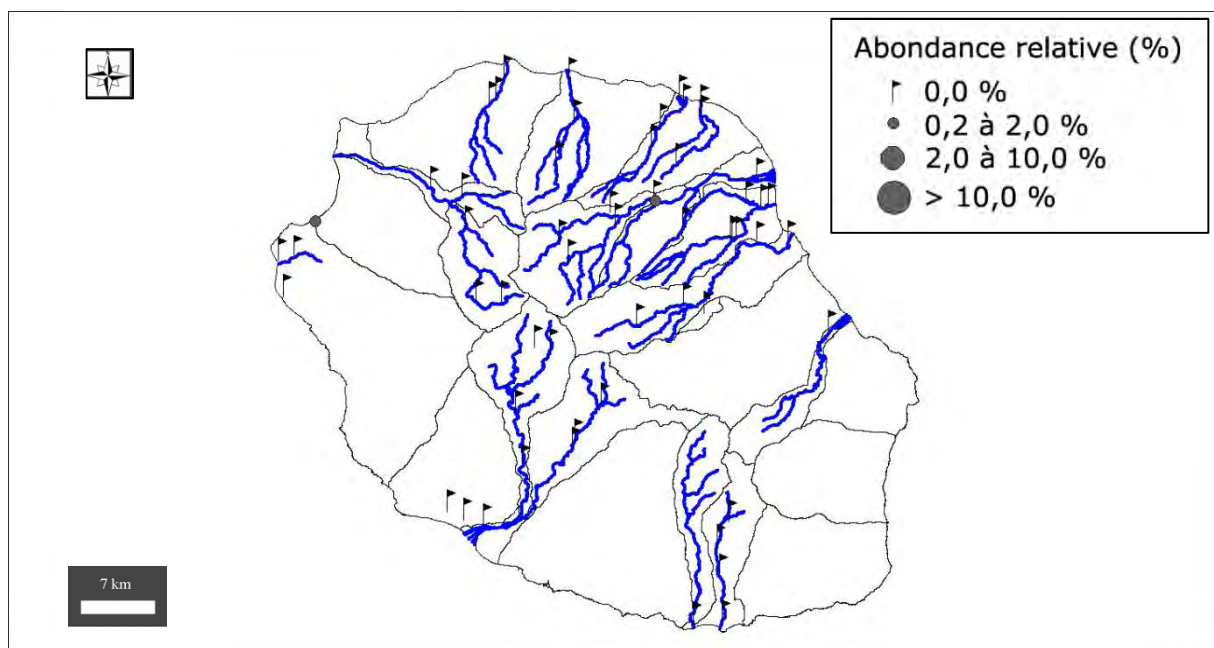 Abondance relative (%)
0,0 %
0,2 à 2,0 %
2,0 à 10,0 %
> 10,0 %
7 km